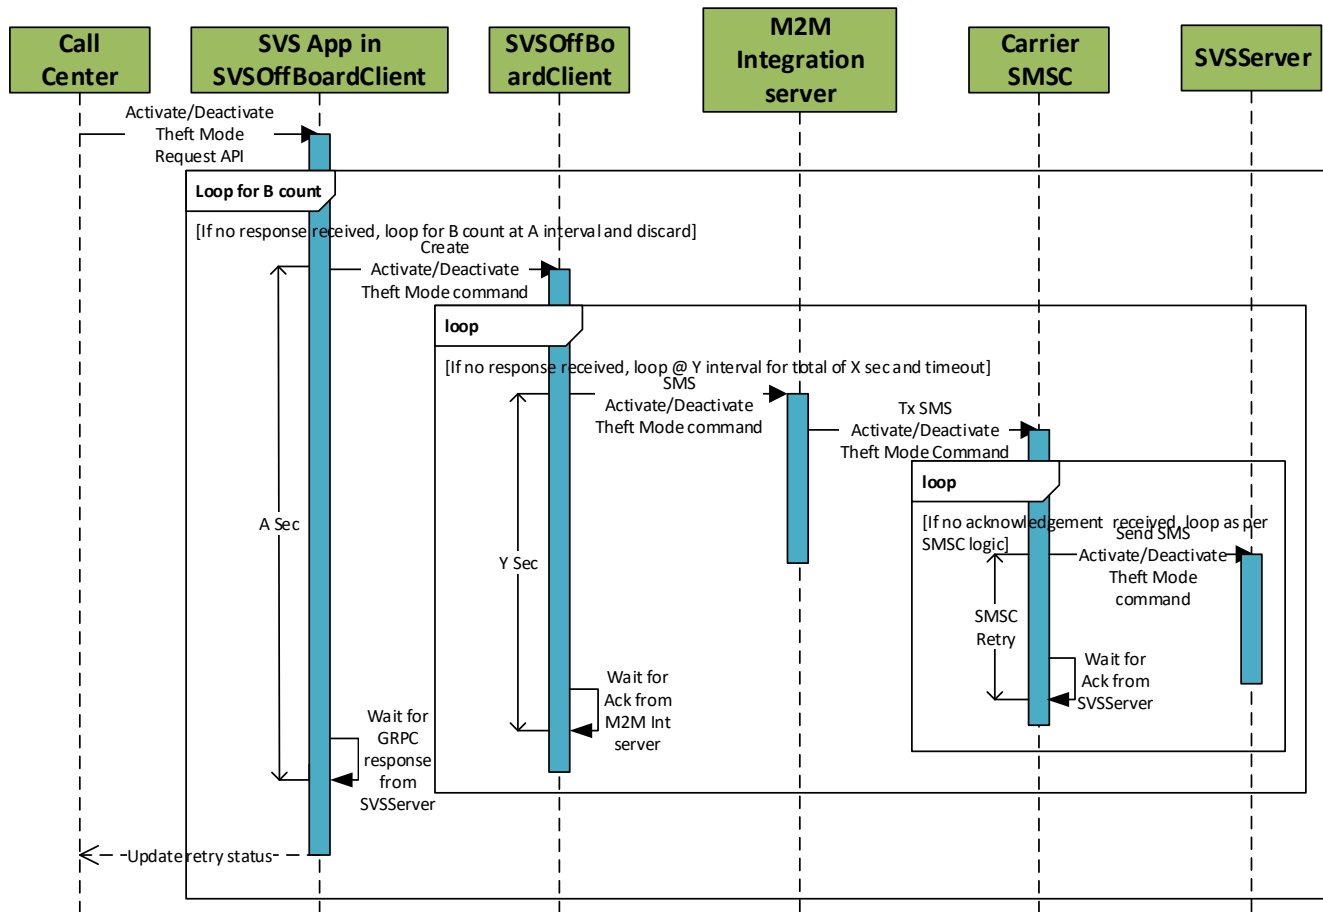 Call
Center
SVS App in
SVSOffBoardClient
SVSOffBo
ardClient
M2M
Integration
server
Carrier
SMSC
SVSServer
Activate/Deactivate
Theft Mode
Request API
Loop for B count
[If no response received, loop for B count at A interval and discard]
Create
Activate/Deactivate
Theft Mode command
loop
[If no response received, loop @ Y interval for total of X sec and timeout]
SMS
Activate/Deactivate
Theft Mode command
Tx SMS
Activate/Deactivate
Theft Mode Command
loop
[If no acknowledgement received, loop as per
SMSC logic]
Send SMS
Activate/Deactivate
Theft Mode
command
A Sec
Y Sec
SMSC
Retry
Wait for
Ack from
SVSServer
Wait for
Ack from
M2M Int
server
Wait for
GRPC
response
from
SVSServer
Update retry status